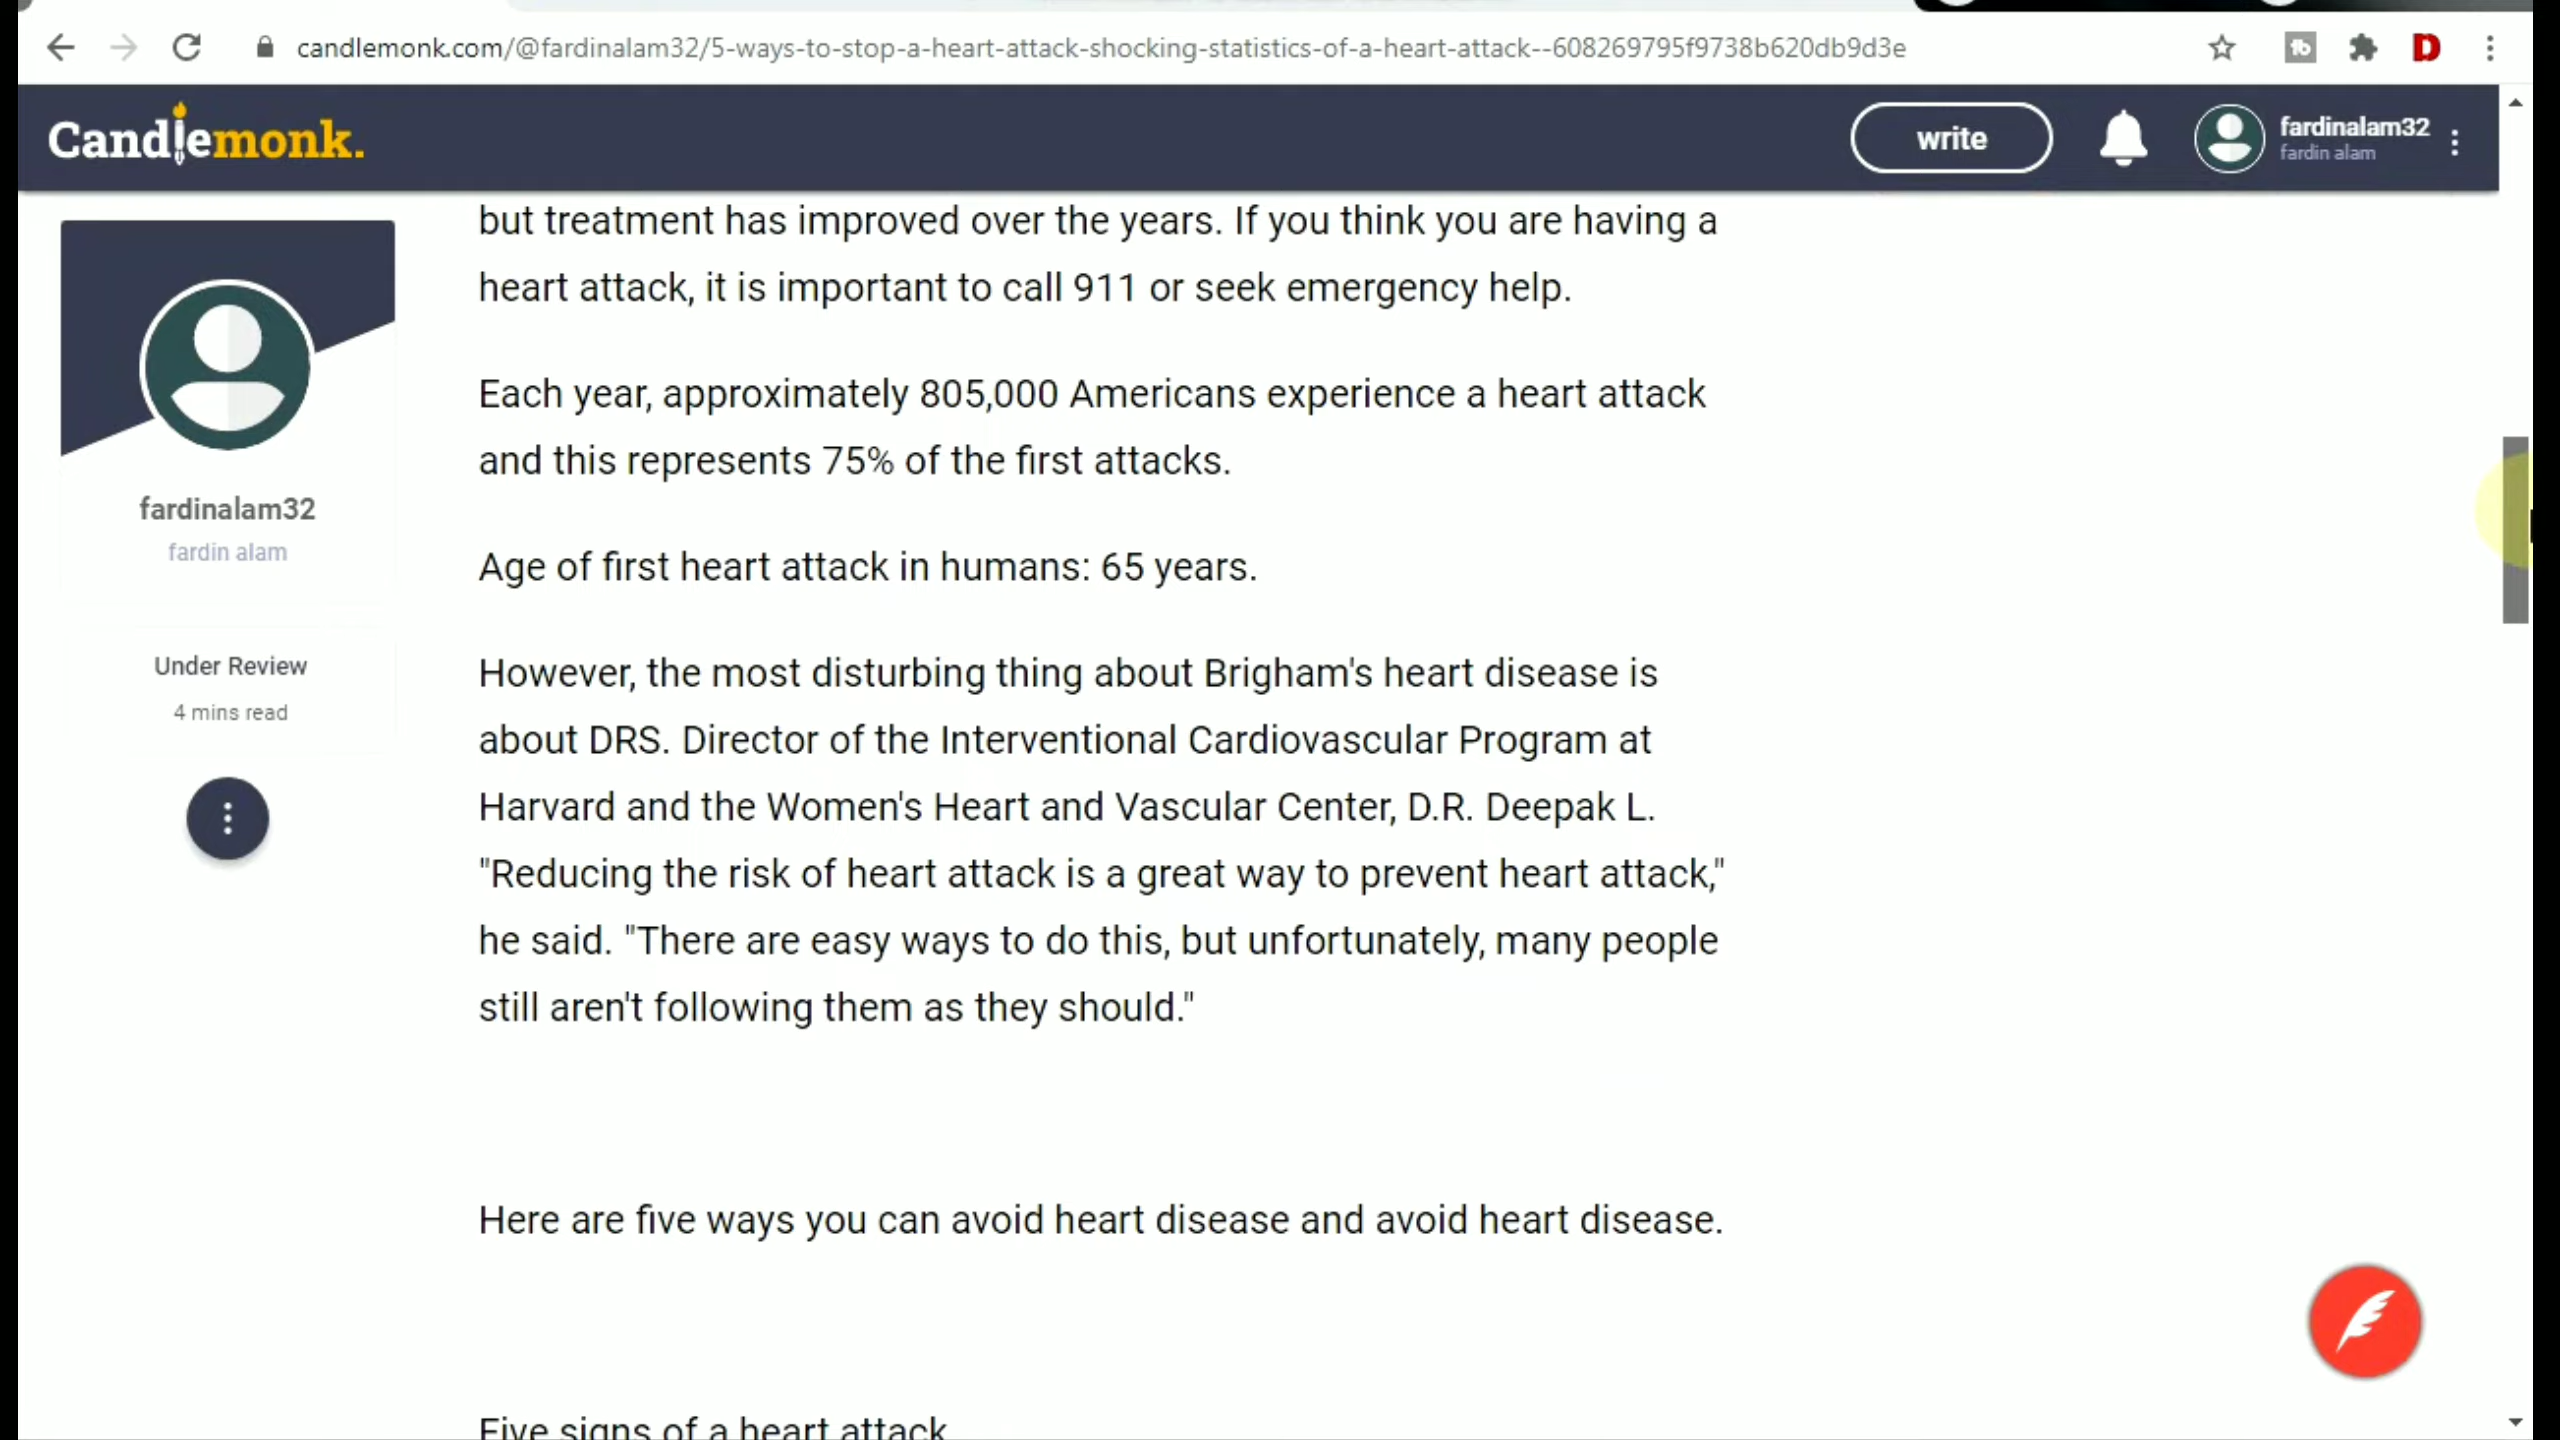 candlemonk.com/@fardinalam32/5-ways-to-stop-a-heart-attack-shocking-statistics-of-a-heart-attack--608269795f9738b620db9d3e
Candlemonk.
write
fardinalam32
fardin alam
but treatment has improved over the years. If you think you are having a
heart attack, it is important to call 911 or seek emergency help.
Each year, approximately 805,000 Americans experience a heart attack
and this represents 75% of the first attacks.
Age of first heart attack in humans: 65 years.
However, the most disturbing thing about Brigham's heart disease is
about DRS. Director of the Interventional Cardiovascular Program at
Harvard and the Women's Heart and Vascular Center, D.R. Deepak L.
"Reducing the risk of heart attack is a great way to prevent heart attack,"
he said. "There are easy ways to do this, but unfortunately, many people
still aren't following them as they should."
Here are five ways you can avoid heart disease and avoid heart disease.
Five signs of a heart attack
fardinalam32
fardin alam
Under Review
4 mins read